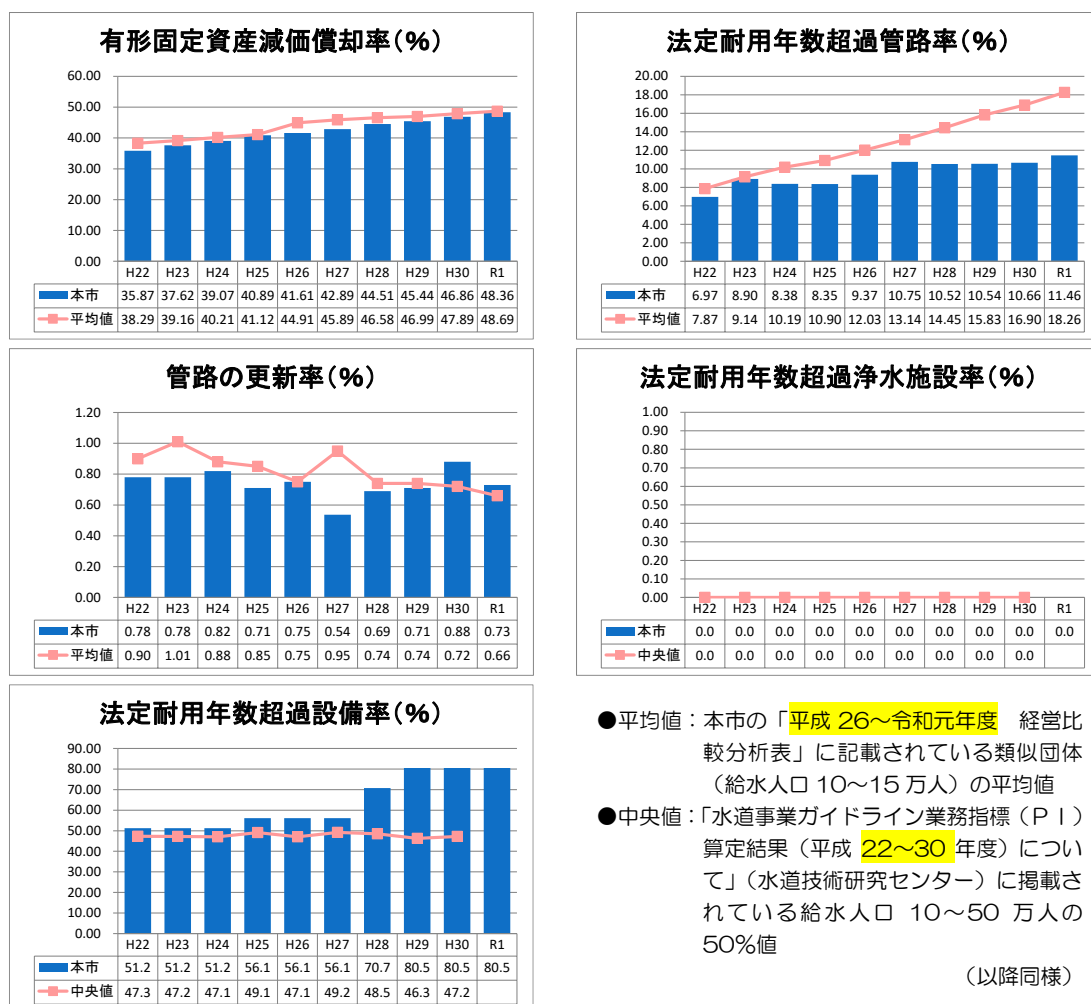 有形固定資産減価償却率(%)
60.00
50.00
40.00
30.00
20.00
10.00
0.00
H22 H23 H24 H25 H26 H27 H28 H29 H30 R1
本市 35.87 37.62 39.07 40.89 41.61 42.89 44.51 45.44 46.86 48.36
平均値 38.29 39.16 40.21 41.12 44.91 45.89 46.58 46.99 47.89 48.69
法定耐用年数超過管路率(%)
20.00
18.00
16.00
14.00
12.00
10.00
8.00
6.00
4.00
2.00
0.00
H22 H23 H24 H25 H26 H27 H28 H29 H30 R1
本市 6.97 8.90 8.38 8.35 9.37 10.75 10.52 10.54 10.66 11.46
平均値 7.87 9.14 10.19 10.90 12.03 13.14 14.45 15.83 16.90 18.26
管路の更新率(%)
1.20
1.00
0.80
0.60
0.40
0.20
0.00
H22 H23 H24 H25 H26 H27 H28 H29 H30 R1
本市 0.78 0.78 0.82 0.71 0.75 0.54 0.69 0.71 0.88 0.73
平均値 0.90 1.01 0.88 0.85 0.75 0.95 0.74 0.74 0.72 0.66
法定耐用年数超過浄水施設率(%)
1.00
0.90
0.80
0.70
0.60
0.50
0.40
0.30
0.20
0.10
0.00
H22 H23 H24 H25 H26 H27 H28 H29 H30 R1
本市 0.0 0.0 0.0 0.0 0.0 0.0 0.0 0.0 0.0 0.0
中央値 0.0 0.0 0.0 0.0 0.0 0.0 0.0 0.0 0.0
法定耐用年数超過設備率(%)
90.00
80.00
70.00
60.00
50.00
40.00
30.00
20.00
10.00
0.00
H22 H23 H24 H25 H26 H27 H28 H29 H30 R1
本市 51.2 51.2 51.2 56.1 56.1 56.1 70.7 80.5 80.5 80.5
中央値 47.3 47.2 47.1 49.1 47.1 49.2 48.5 46.3 47.2
●平均値:本市の「平成 26～令和元年度 経営比
較分析表」に記載されている類似団体
(給水人口 10～15 万人)の平均値
●中央値:「水道事業ガイドライン業務指標(PI)
算定結果(平成 22～30 年度)につい
て」(水道技術研究センター)に掲載さ
れている給水人口 10～50 万人の
50%値
(以降同様)